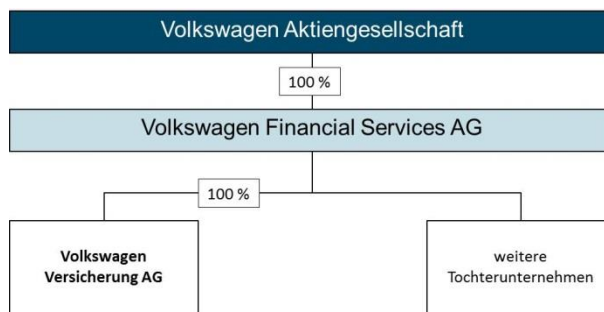 Volkswagen Aktiengesellschaft
100 %
Volkswagen Financial Services AG
100 %
Volkswagen
Versicherung AG
weitere
Tochterunternehmen